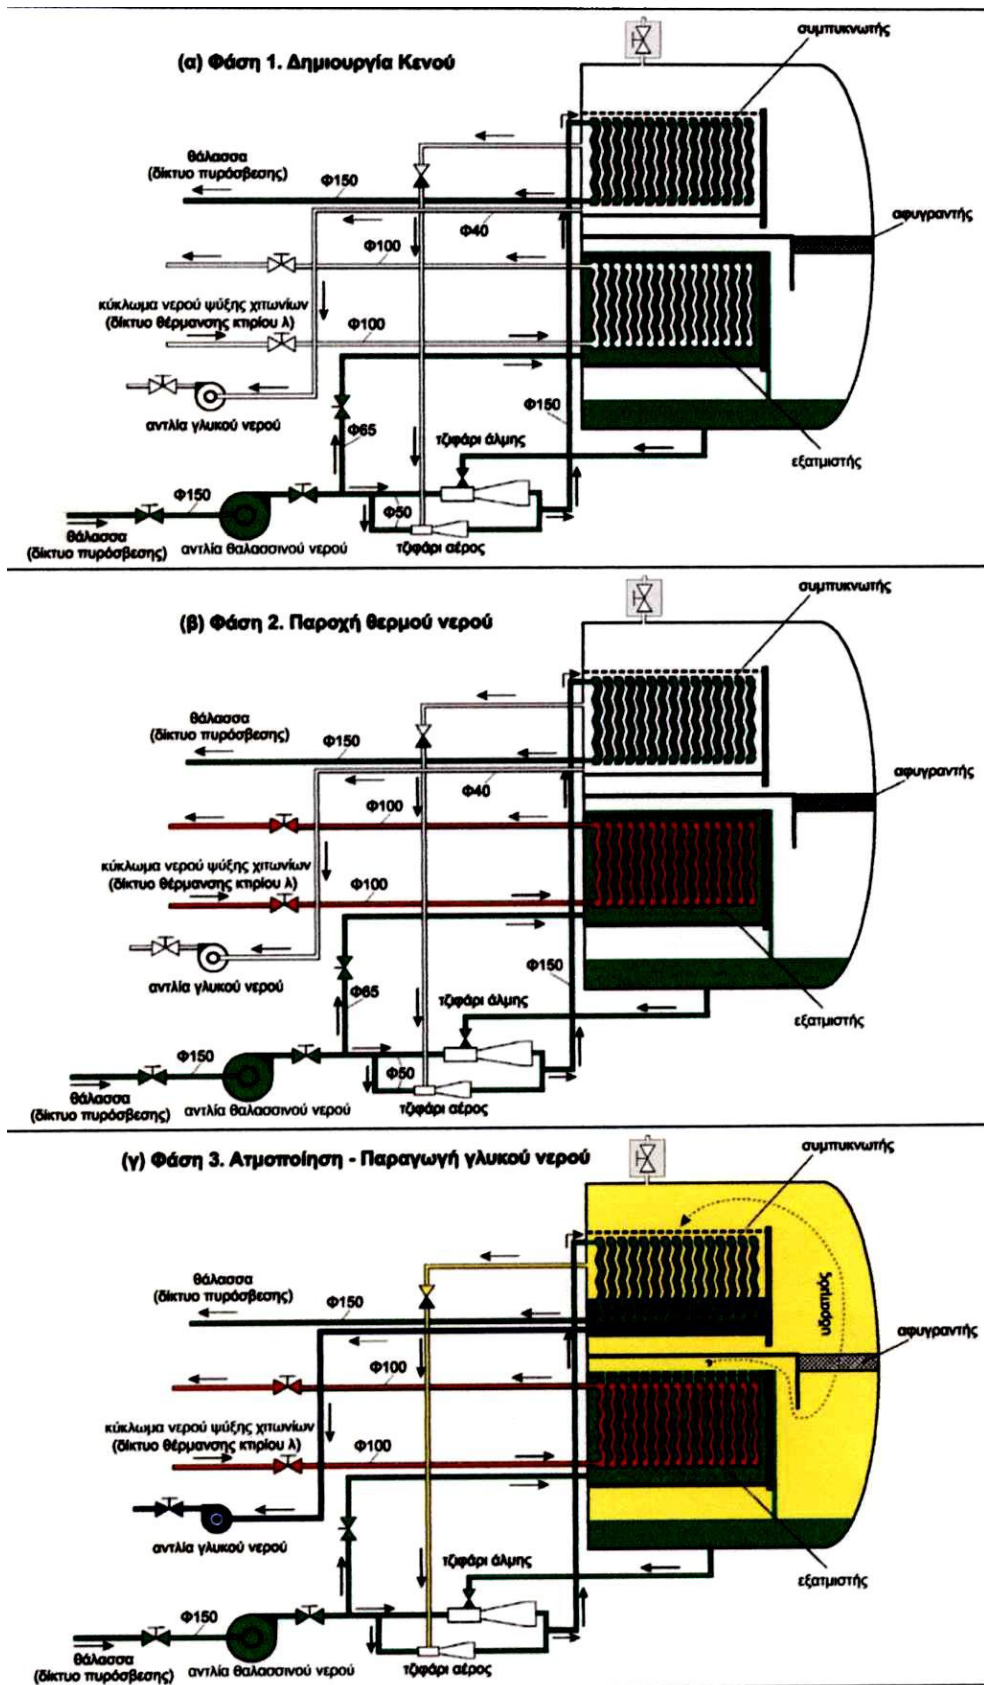 (α) Φάση 1. Δημιουργία Κενού
συμπυκνωτής
θάλασσα
(δίκτυο πυρόσβεσης)
Φ150
Φ40
αφυγραντής
Φ100
κύκλωμα νερού ψύξης χιτωνίων
(δίκτυο θέρμανσης κτιρίου λ)
Φ100
αντλία γλυκού νερού
Φ150
Φ65
τζιφάρι άλμης
εξατμιστής
Φ150
Φ50
θάλασσα
(δίκτυο πυρόσβεσης)
αντλία θαλασσινού νερού
τζιφάρι αέρος
(β) Φάση 2. Παροχή θερμού νερού
συμπυκνωτής
θάλασσα
(δίκτυο πυρόσβεσης)
Φ150
Φ40
αφυγραντής
Φ100
κύκλωμα νερού ψύξης χιτωνίων
(δίκτυο θέρμανσης κτιρίου λ)
Φ100
αντλία γλυκού νερού
Φ150
Φ65
τζιφάρι άλμης
εξατμιστής
Φ150
Φ50
θάλασσα
(δίκτυο πυρόσβεσης)
αντλία θαλασσινού νερού
τζιφάρι αέρος
(γ) Φάση 3. Ατμοποίηση - Παραγωγή γλυκού νερού
συμπυκνωτής
θάλασσα
(δίκτυο πυρόσβεσης)
Φ150
υδρατμός
αφυγραντής
Φ100
κύκλωμα νερού ψύξης χιτωνίων
(δίκτυο θέρμανσης κτιρίου λ)
Φ100
αντλία γλυκού νερού
τζιφάρι άλμης
εξατμιστής
Φ150
θάλασσα
(δίκτυο πυρόσβεσης)
αντλία θαλασσινού νερού
τζιφάρι αέρος